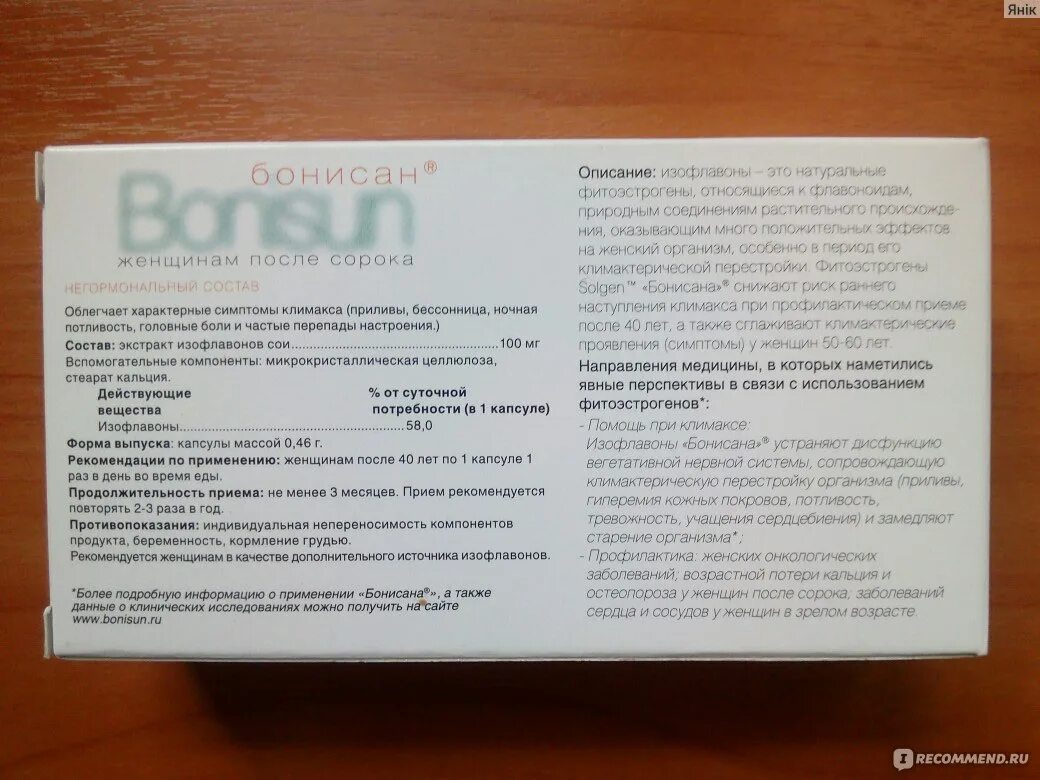 Янік
бонисан®
Bonisun
женщинам после сорока
НЕГОРМОНАЛЬНЫЙ СОСТАВ
Облегчает характерные симптомы климакса (приливы, бессонница, ночная
потливость, головные боли и частые перепады настроения.)
Состав: экстракт изофлавонов сои................................100 мг
Вспомогательные компоненты: микрокристаллическая целлюлоза,
стеарат кальция.
Действующие % от суточной
вещества потребности (в 1 капсуле)
Изофлавоны................................58,0
Форма выпуска: капсулы массой 0,46 г.
Рекомендации по применению: женщинам после 40 лет по 1 капсуле 1
раз в день во время еды.
Продолжительность приема: не менее 3 месяцев. Прием рекомендуется
повторять 2-3 раза в год.
Противопоказания: индивидуальная непереносимость компонентов
продукта, беременность, кормление грудью.
Рекомендуется женщинам в качестве дополнительного источника изофлавонов.
*Более подробную информацию о применении «Бонисана®», а также
данные о клинических исследованиях можно получить на сайте
www.bonisun.ru
Описание: изофлавоны – это натуральные
фитоэстрогены, относящиеся к флавоноидам,
природным соединениям растительного происхожде-
ния, оказывающим много положительных эффектов
на женский организм, особенно в период его
климактерической перестройки. Фитоэстрогены
Solgen™ «Бонисана»® снижают риск раннего
наступления климакса при профилактическом приеме
после 40 лет, а также сглаживают климактерические
проявления (симптомы) у женщин 50-60 лет.
Направления медицины, в которых наметились
явные перспективы в связи с использованием
фитоэстрогенов*:
- Помощь при климаксе:
Изофлавоны «Бонисана»® устраняют дисфункцию
вегетативной нервной системы, сопровождающую
климактерическую перестройку организма (приливы,
гиперемия кожных покровов, потливость,
тревожность, учащения сердцебиения) и замедляют
старение организма*;
- Профилактика: женских онкологических
заболеваний; возрастной потери кальция и
остеопороза у женщин после сорока; заболеваний
сердца и сосудов у женщин в зрелом возрасте.
IRECOMMEND.RU